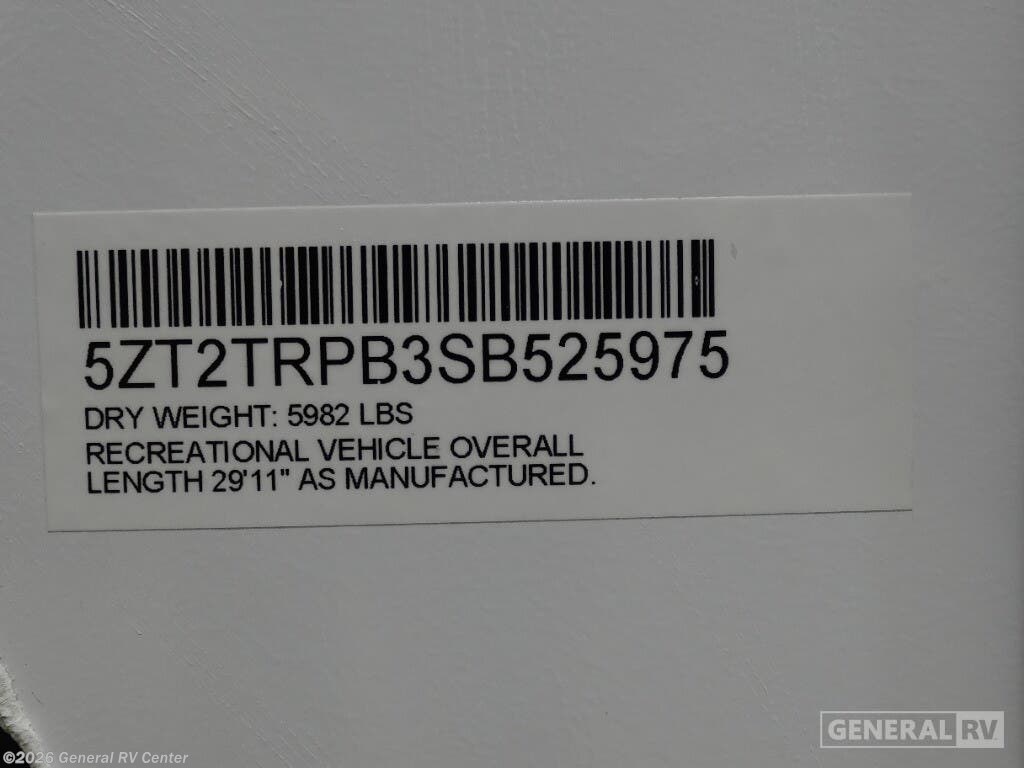 5ZT2TRPB3SB525975
DRY WEIGHT: 5982 LBS
RECREATIONAL VEHICLE OVERALL
LENGTH 29'11" AS MANUFACTURED.
GENERAL RV
©2026 General RV Center